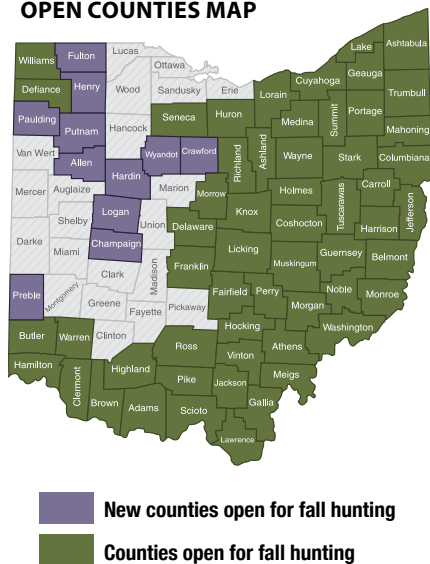 OPEN COUNTIES MAP
Williams
Fulton
Lucas
Ottawa
Lake
Ashtabula
Defiance
Henry
Wood
Sandusky
Erie
Lorain
Cuyahoga
Geauga
Trumbull
Paulding
Putnam
Hancock
Seneca
Huron
Medina
Summit
Portage
Mahoning
Van Wert
Allen
Wyandot
Crawford
Richland
Ashland
Wayne
Stark
Columbiana
Mercer
Auglaize
Hardin
Marion
Morrow
Holmes
Tuscarawas
Carroll
Jefferson
Shelby
Logan
Union
Delaware
Knox
Coshocton
Harrison
Darke
Miami
Champaign
Madison
Franklin
Licking
Muskingum
Guernsey
Belmont
Clark
Preble
Montgomery
Greene
Fayette
Pickaway
Fairfield
Perry
Morgan
Noble
Monroe
Butler
Warren
Clinton
Ross
Hocking
Athens
Washington
Hamilton
Clermont
Highland
Pike
Vinton
Meigs
Brown
Adams
Scioto
Jackson
Gallia
Lawrence
New counties open for fall hunting
Counties open for fall hunting